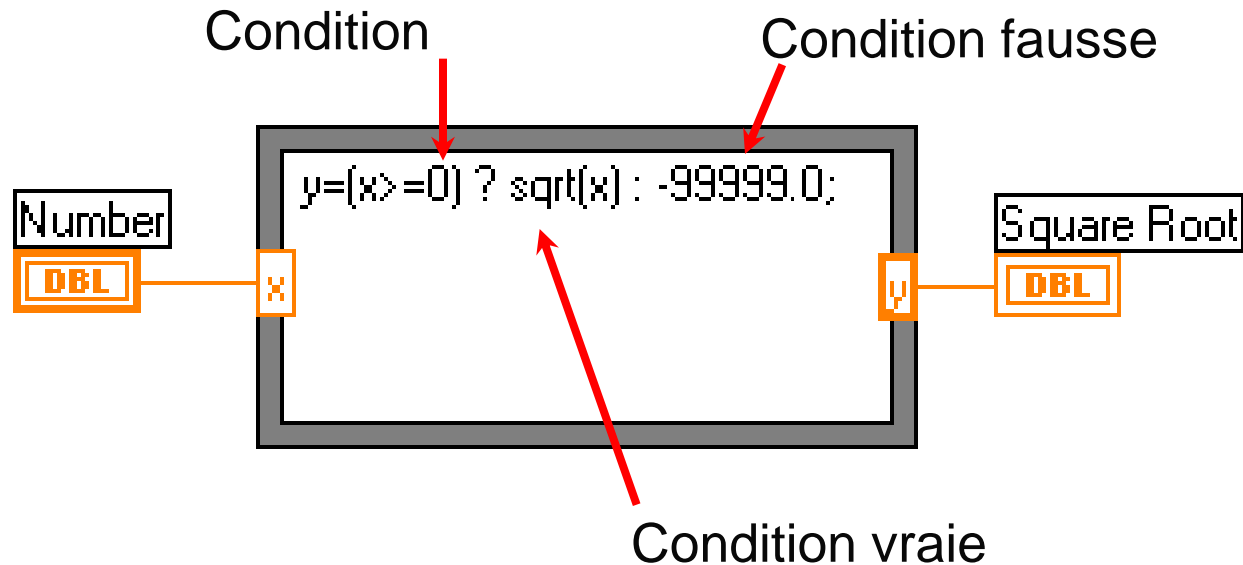 Condition
Condition fausse
y=(x>=0) ? sqrt(x) : -99999.0;
Number
Square Root
DBL
x
y
DBL
Condition vraie